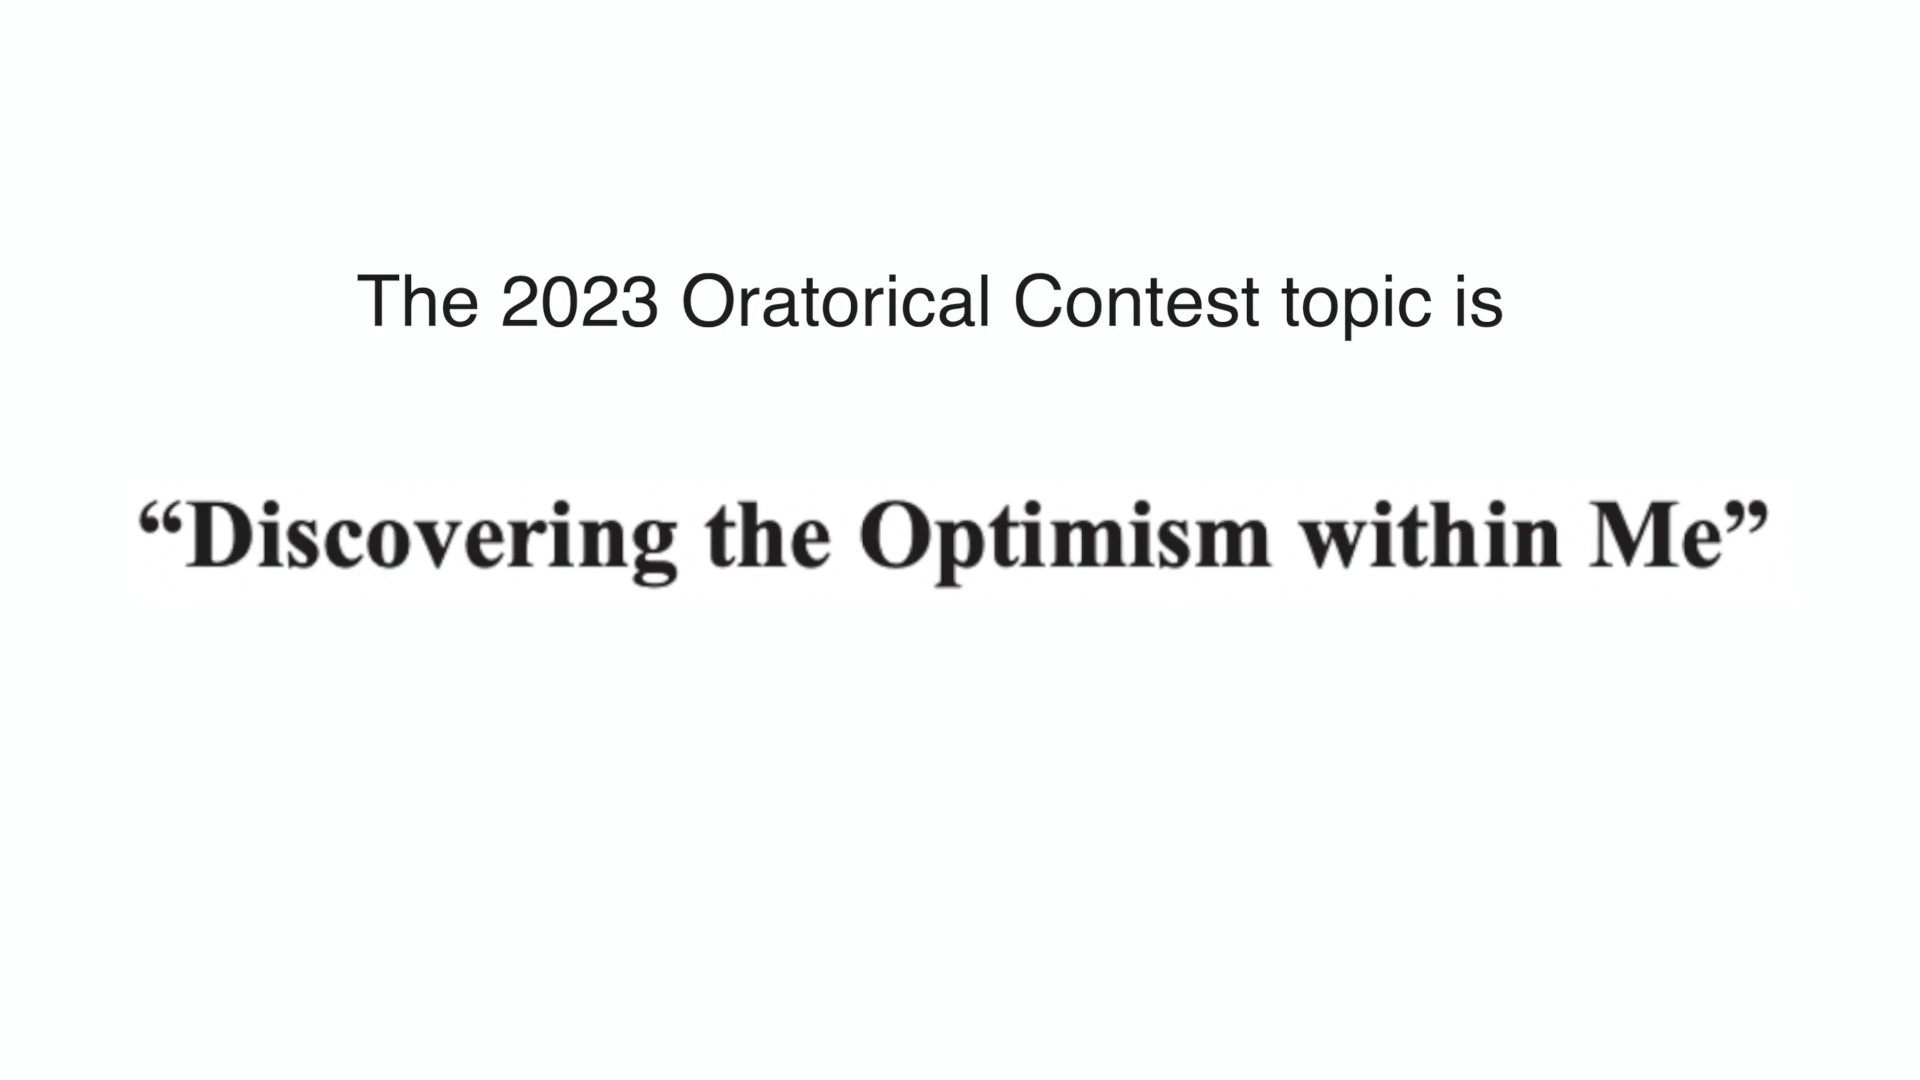 The 2023 Oratorical Contest topic is
“Discovering the Optimism within Me”